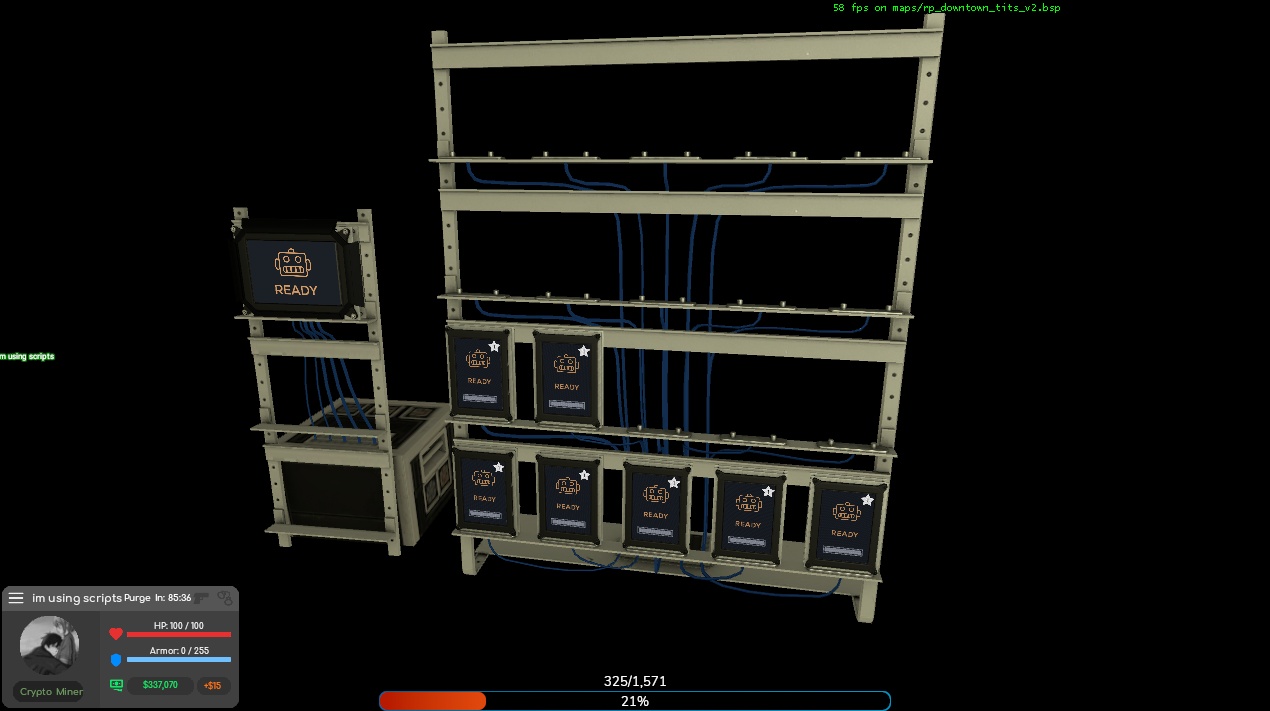 58 fps on maps/rp_downtown_tits_v2.bsp
READY
READY
READY
m using scripts
READY
READY
READY
READY
READY
im using scripts
Purge In: 85:36
HP: 100 / 100
Armor: 0 / 255
$337,070
+$15
Crypto Miner
325/1,571
21%